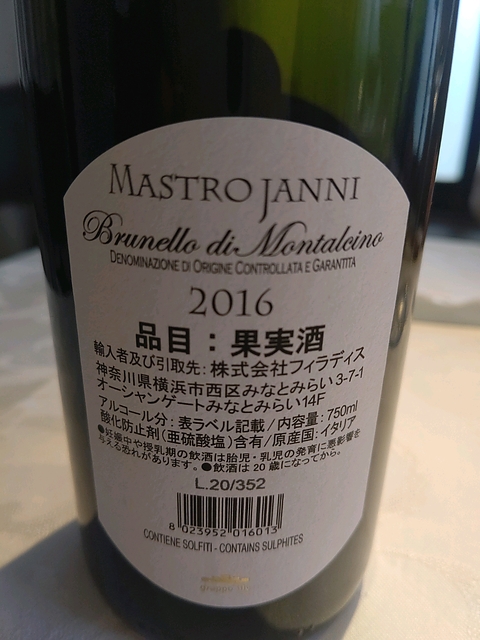 MASTROJANNI
Brunello di Montalcino
DENOMINAZIONE DI ORIGINE CONTROLLATA E GARANTITA
2016
品目：果実酒
輸入者及び引取先：株式会社フィラディス
神奈川県横浜市西区みなとみらい3-7-1
オーシャンゲートみなとみらい14F
アルコール分：表ラベル記載／内容量：750ml
酸化防止剤(亜硫酸塩)含有／原産国：イタリア
●妊娠中や授乳期の飲酒は胎児・乳児の発育に悪影響を
与える恐れがあります。●飲酒は20歳になってから。
L.20/352
8 023952 016013
CONTIENE SOLFITI - CONTAINS SULPHITES